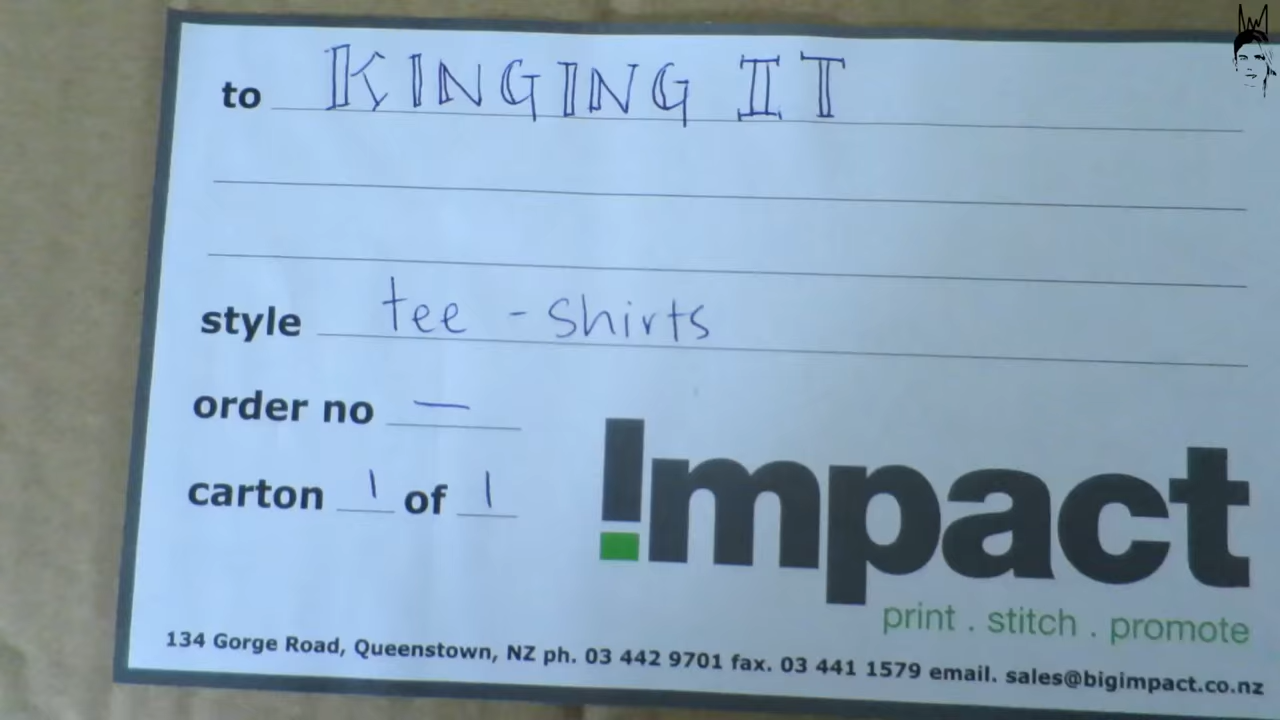 to KINGING IT
style tee - shirts
order no —
carton 1 of 1
!mpact
print . stitch . promote
134 Gorge Road, Queenstown, NZ ph. 03 442 9701 fax. 03 441 1579 email. sales@bigimpact.co.nz